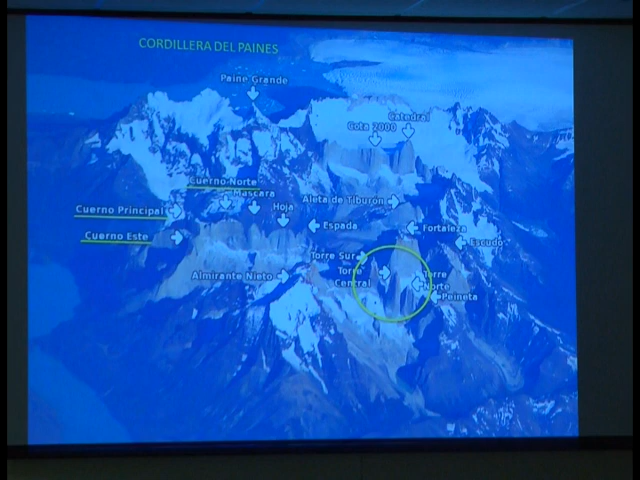 CORDILLERA DEL PAINES
Paine Grande
Catedral
Cota 2000
Cuerno Norte
Mascara
Aleta de Tiburón
Hoja
Cuerno Principal
Espada
Fortaleza
Cuerno Este
Escudo
Torre Sur
Torre
Central
Almirante Nieto
Torre
Norte
Peineta